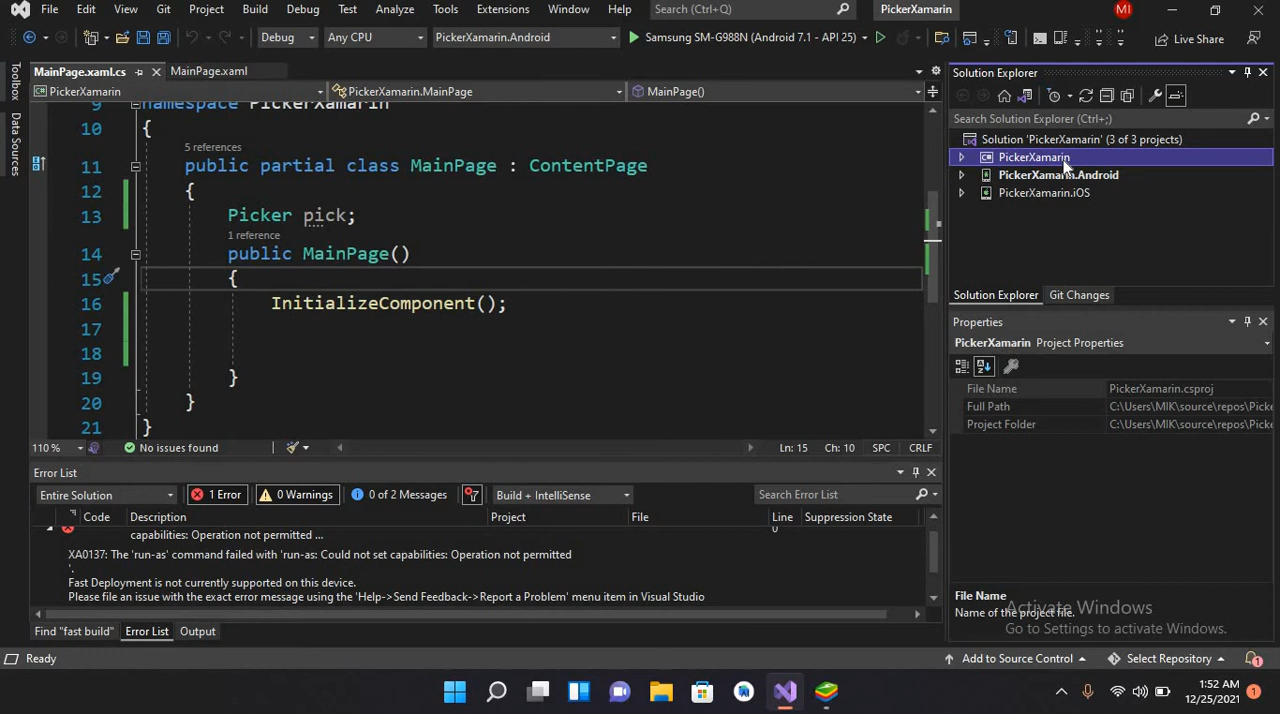 File Edit View Git Project Build Debug Test Analyze Tools Extensions Window Help Search (Ctrl+Q) PickerXamarin MI
Debug Any CPU PickerXamarin.Android Samsung SM-G988N (Android 7.1 - API 25) Live Share
MainPage.xaml.cs MainPage.xaml
PickerXamarin PickerXamarin.MainPage MainPage()
Toolbox
Data Sources
9 namespace PickerXamarin
10 {
5 references
11 public partial class MainPage : ContentPage
12 {
13 Picker pick;
1 reference
14 public MainPage()
15 {
16 InitializeComponent();
17
18
19 }
20 }
21 }
110 % No issues found Ln: 15 Ch: 10 SPC CRLF
Error List
Entire Solution 1 Error 0 Warnings 0 of 2 Messages Build + IntelliSense Search Error List
Code Description Project File Line Suppression State
capabilities: Operation not permitted ... 0
XA0137: The 'run-as' command failed with 'run-as: Could not set capabilities: Operation not permitted
'.
Fast Deployment is not currently supported on this device.
Please file an issue with the exact error message using the 'Help->Send Feedback->Report a Problem' menu item in Visual Studio
Find "fast build" Error List Output
Solution Explorer
Search Solution Explorer (Ctrl+;)
Solution 'PickerXamarin' (3 of 3 projects)
PickerXamarin
PickerXamarin.Android
PickerXamarin.iOS
Solution Explorer Git Changes
Properties
PickerXamarin Project Properties
File Name PickerXamarin.csproj
Full Path C:\Users\MIK\source\repos\Picke
Project Folder C:\Users\MIK\source\repos\Picke
File Name
Name of the project file.
Activate Windows
Go to Settings to activate Windows.
Ready Add to Source Control Select Repository 1
1:52 AM
12/25/2021 1